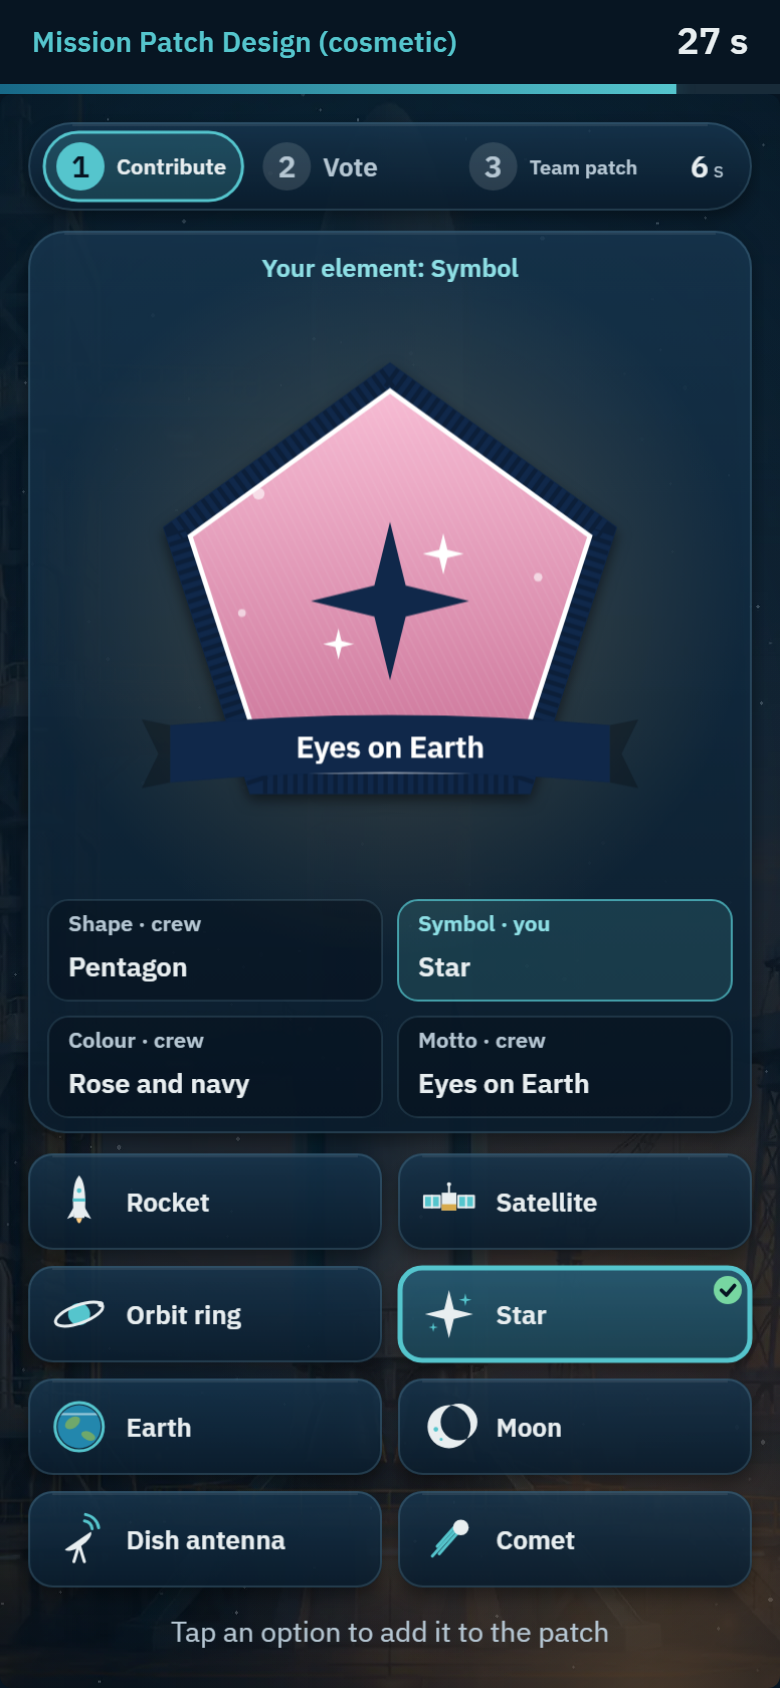 Mission Patch Design (cosmetic)
27 s
1 Contribute
2 Vote
3 Team patch
6 s
Your element: Symbol
Eyes on Earth
Shape · crew
Pentagon
Symbol · you
Star
Colour · crew
Rose and navy
Motto · crew
Eyes on Earth
Rocket
Satellite
Orbit ring
Star
Earth
Moon
Dish antenna
Comet
Tap an option to add it to the patch